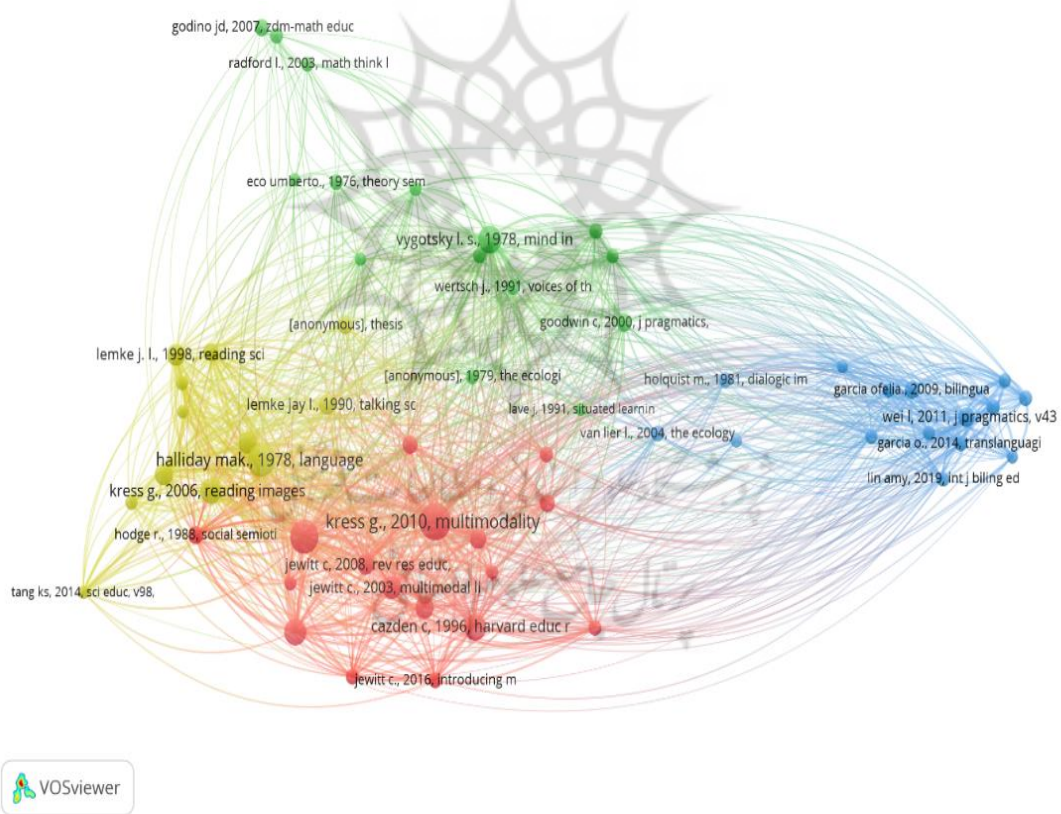 godino jd, 2007, zdm-math educ
radford l., 2003, math think l
eco umberto., 1976, theory sem
vygotsky l. s., 1978, mind in
wertsch j., 1991, voices of th
[anonymous], thesis
goodwin c, 2000, j pragmatics,
lemke j. l., 1998, reading sci
[anonymous], 1979, the ecologi
holquist m., 1981, dialogic im
garcia ofelia, 2009, bilingua
lemke jay l., 1990, talking sc
lave j, 1991, situated learnin
wei l, 2011, j pragmatics, v43
van lier l., 2004, the ecology
garcia o., 2014, translanguagi
halliday mak., 1978, language
lin amy, 2019, int j biling ed
kress g., 2006, reading images
kress g., 2010, multimodality
hodge r., 1988, social semioti
jewitt c, 2008, rev res educ,
jewitt c., 2003, multimodal li
tang ks, 2014, sci educ, v98,
cazden c, 1996, harvard educ r
jewitt c., 2016, introducing m
VOSviewer